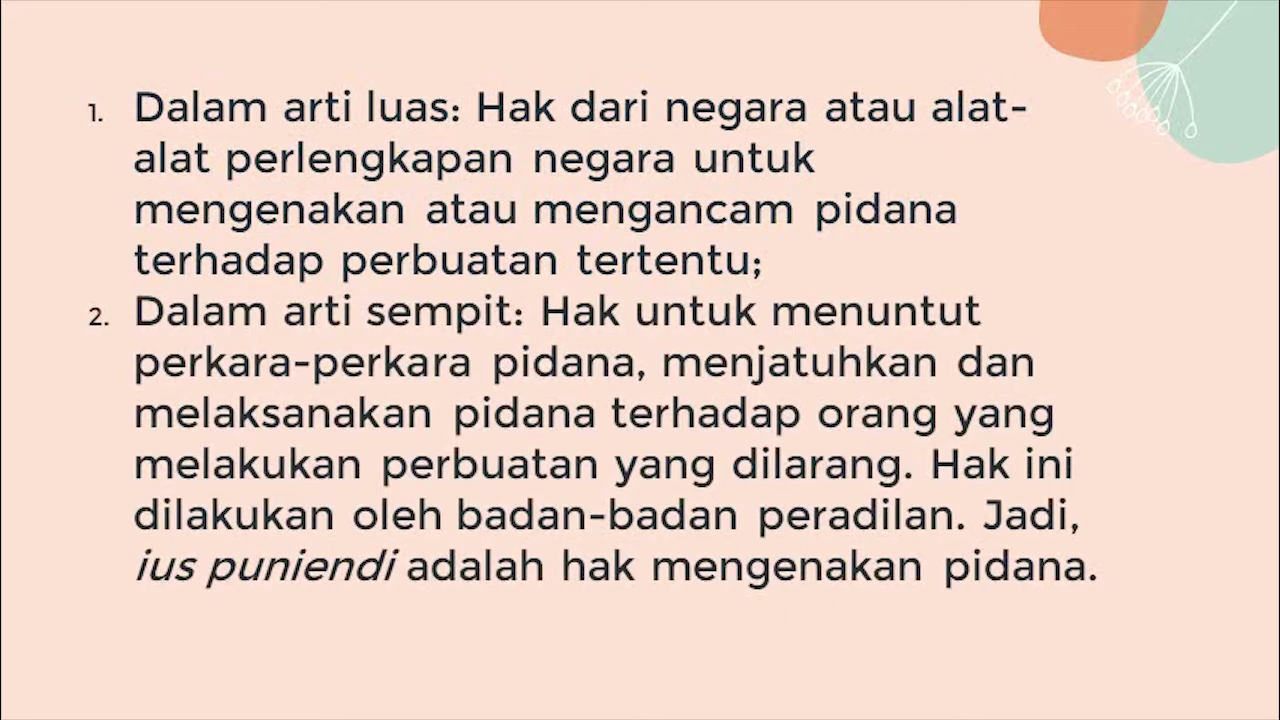 1. Dalam arti luas: Hak dari negara atau alat-
alat perlengkapan negara untuk
mengenakan atau mengancam pidana
terhadap perbuatan tertentu;
2. Dalam arti sempit: Hak untuk menuntut
perkara-perkara pidana, menjatuhkan dan
melaksanakan pidana terhadap orang yang
melakukan perbuatan yang dilarang. Hak ini
dilakukan oleh badan-badan peradilan. Jadi,
ius puniendi adalah hak mengenakan pidana.